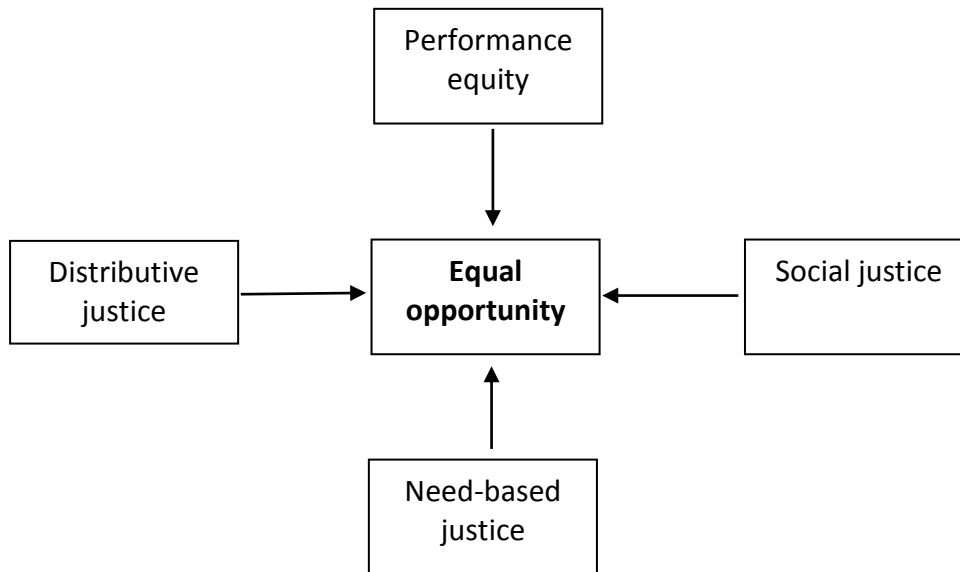 Performance
equity
Distributive
justice
Equal
opportunity
Social justice
Need-based
justice